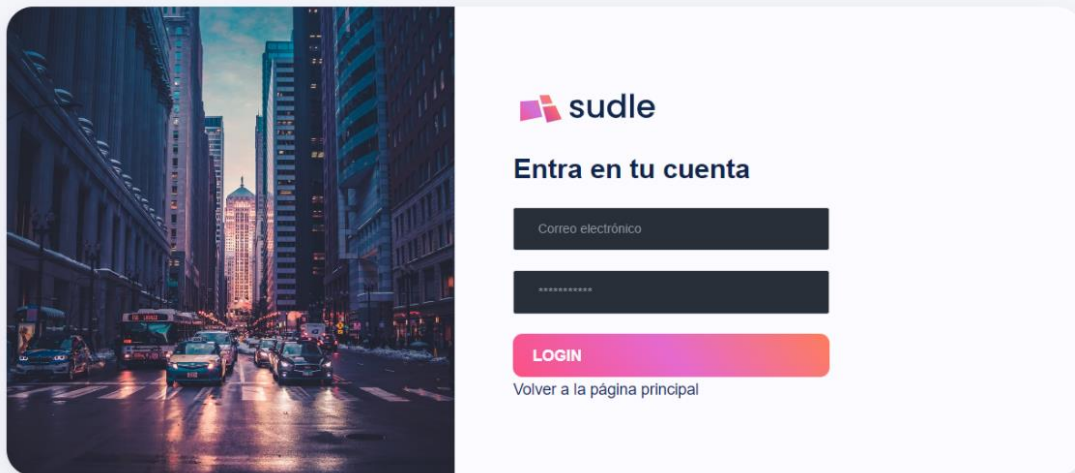 sudle
Entra en tu cuenta
Correo electrónico
***********
LOGIN
Volver a la página principal